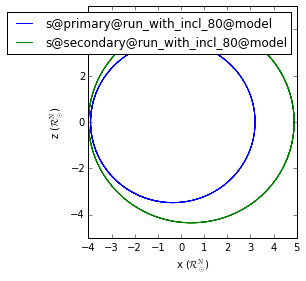 s@primary@run_with_incl_80@model
s@secondary@run_with_incl_80@model
z (𝓡☉ᴺ)
2
0
−2
−4
−4 −3 −2 −1 0 1 2 3 4 5
x (𝓡☉ᴺ)